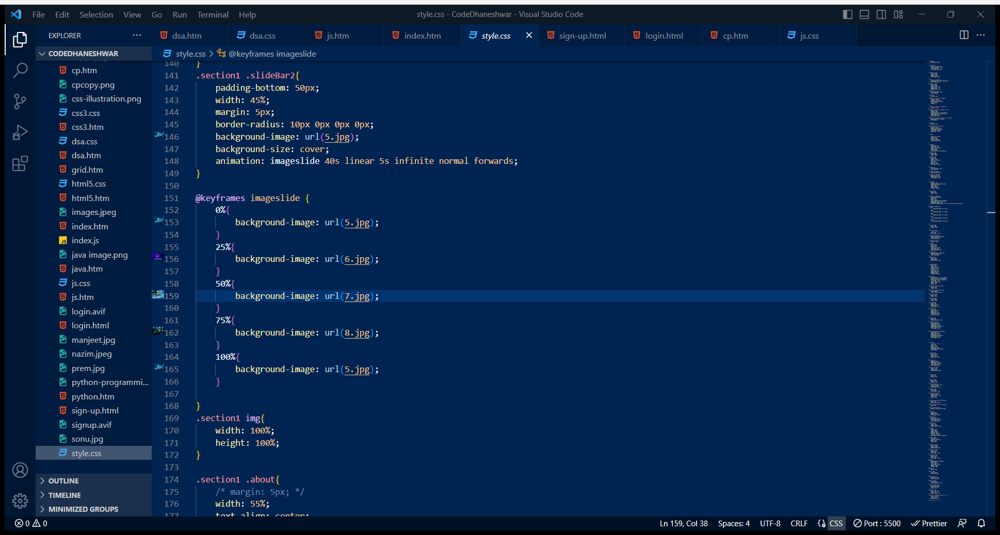 File Edit Selection View Go Run Terminal Help
style.css - CodeDhaneshwar - Visual Studio Code
EXPLORER
dsa.htm dsa.css js.htm index.htm style.css sign-up.html login.html cp.htm js.css
CODEDHANESHWAR
style.css > @keyframes imageslide
cp.htm
cpcopy.png
css-illustration.png
css3.css
css3.htm
dsa.css
dsa.htm
grid.htm
html5.css
html5.htm
images.jpeg
index.htm
index.js
java image.png
java.htm
js.css
js.htm
login.avif
login.html
manjeet.jpg
nazim.jpeg
prem.jpg
python-programmi...
python.htm
sign-up.html
signup.avif
sonu.jpg
style.css
OUTLINE
TIMELINE
MINIMIZED GROUPS
140 }
141 .section1 .slideBar2{
142 padding-bottom: 50px;
143 width: 45%;
144 margin: 5px;
145 border-radius: 10px 0px 0px 0px;
146 background-image: url(5.jpg);
147 background-size: cover;
148 animation: imageslide 40s linear 5s infinite normal forwards;
149 }
150
151 @keyframes imageslide {
152 0%{
153 background-image: url(5.jpg);
154 }
155 25%{
156 background-image: url(6.jpg);
157 }
158 50%{
159 background-image: url(7.jpg);
160 }
161 75%{
162 background-image: url(8.jpg);
163 }
164 100%{
165 background-image: url(5.jpg);
166 }
167
168 }
169 .section1 img{
170 width: 100%;
171 height: 100%;
172 }
173
174 .section1 .about{
175 /* margin: 5px; */
176 width: 55%;
177 text-align: center;
0 0
Ln 159, Col 38 Spaces: 4 UTF-8 CRLF CSS Port : 5500 Prettier